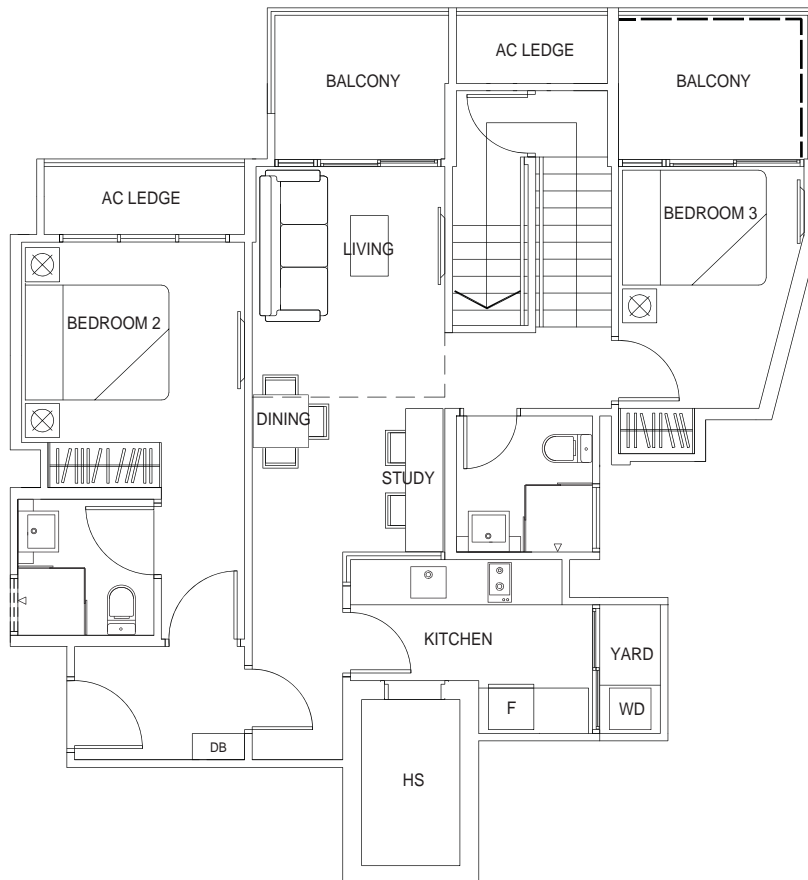 AC LEDGE
BALCONY
BALCONY
AC LEDGE
BEDROOM 3
LIVING
BEDROOM 2
DINING
STUDY
KITCHEN
YARD
F
WD
DB
HS